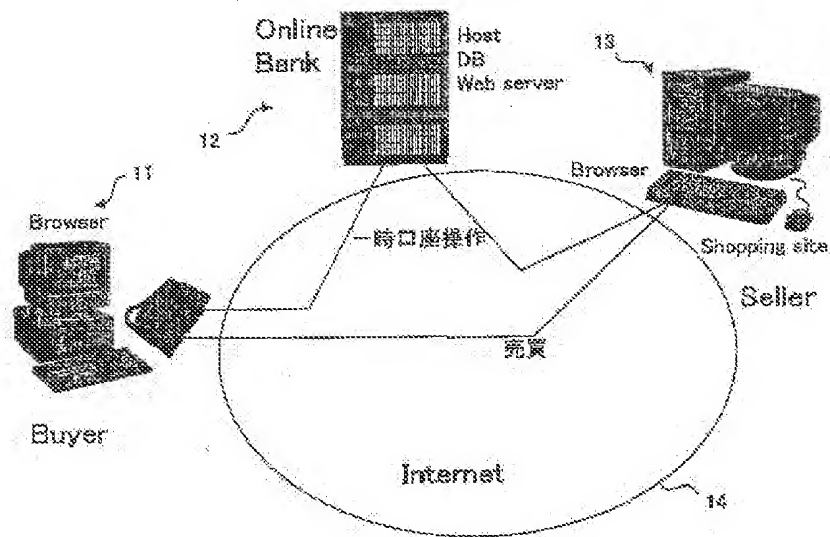 Online
Bank
Host
DB
Web server
13
12
11
Browser
Browser
一時口座操作
Shopping site
Seller
売買
Buyer
Internet
14